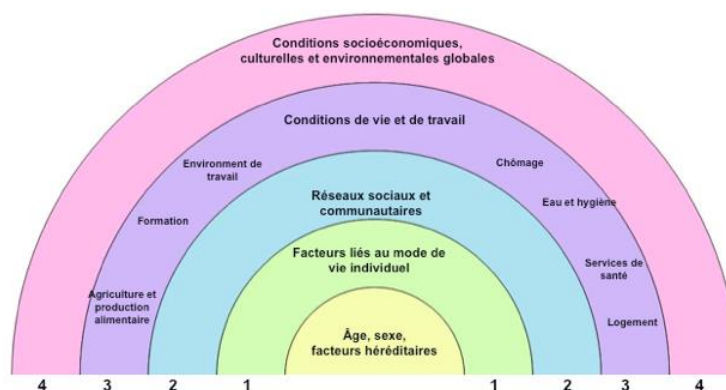 Conditions socioéconomiques,
culturelles et environnementales globales
Conditions de vie et de travail
Environment de
travail
Chômage
Réseaux sociaux et
communautaires
Eau et hygiène
Formation
Facteurs liés au mode de
vie individuel
Services de
santé
Agriculture et
production
alimentaire
Logement
Âge, sexe,
facteurs héréditaires
4 3 2 1 1 2 3 4